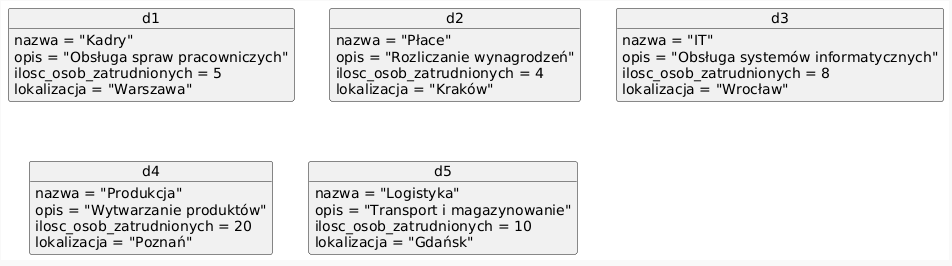 d1
nazwa = "Kadry"
opis = "Obsługa spraw pracowniczych"
ilosc_osob_zatrudnionych = 5
lokalizacja = "Warszawa"
d2
nazwa = "Płace"
opis = "Rozliczanie wynagrodzeń"
ilosc_osob_zatrudnionych = 4
lokalizacja = "Kraków"
d3
nazwa = "IT"
opis = "Obsługa systemów informatycznych"
ilosc_osob_zatrudnionych = 8
lokalizacja = "Wrocław"
d4
nazwa = "Produkcja"
opis = "Wytwarzanie produktów"
ilosc_osob_zatrudnionych = 20
lokalizacja = "Poznań"
d5
nazwa = "Logistyka"
opis = "Transport i magazynowanie"
ilosc_osob_zatrudnionych = 10
lokalizacja = "Gdańsk"